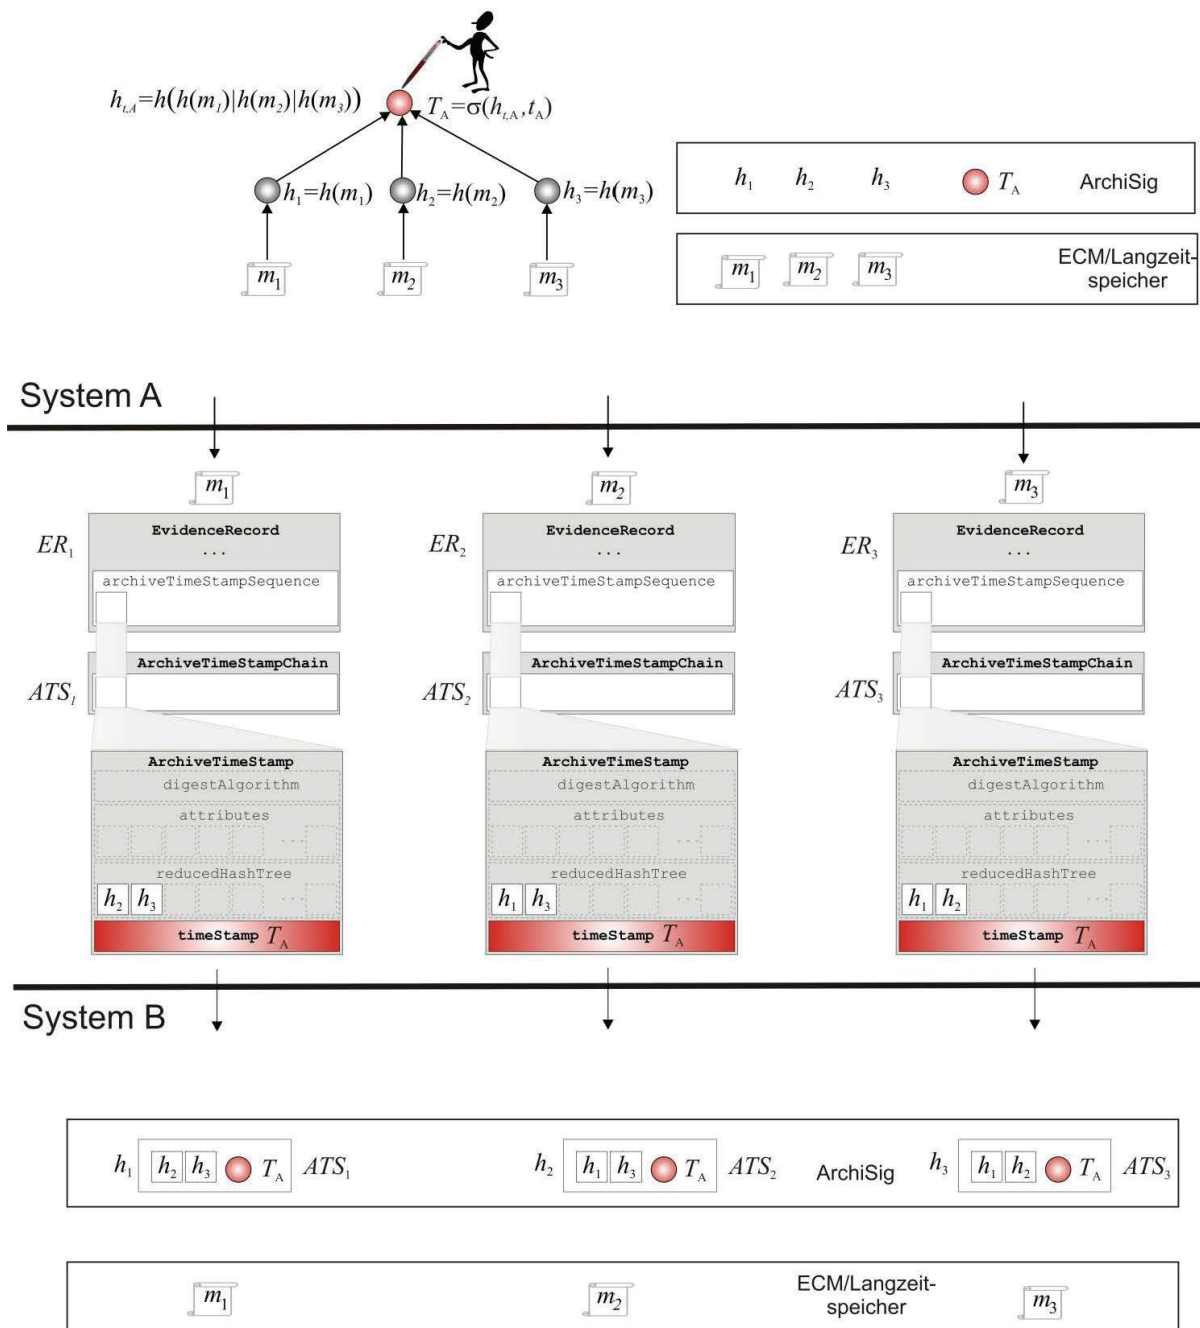 h_{t,A}=h(h(m_1)|h(m_2)|h(m_3))
T_A=σ(h_{t,A},t_A)
h_1=h(m_1) h_2=h(m_2) h_3=h(m_3)
m_1 m_2 m_3
h_1 h_2 h_3 T_A ArchiSig
m_1 m_2 m_3 ECM/Langzeit-
speicher
System A
m_1 m_2 m_3
ER_1 ER_2 ER_3
EvidenceRecord EvidenceRecord EvidenceRecord
... ... ...
archiveTimeStampSequence archiveTimeStampSequence archiveTimeStampSequence
ArchiveTimeStampChain ArchiveTimeStampChain ArchiveTimeStampChain
ATS_1 ATS_2 ATS_3
ArchiveTimeStamp ArchiveTimeStamp ArchiveTimeStamp
digestAlgorithm digestAlgorithm digestAlgorithm
attributes attributes attributes
... ... ...
reducedHashTree reducedHashTree reducedHashTree
h_2 h_3 ... h_1 h_3 ... h_1 h_2 ...
timeStamp T_A timeStamp T_A timeStamp T_A
System B
h_1 h_2 h_3 T_A ATS_1 h_2 h_1 h_3 T_A ATS_2 ArchiSig h_3 h_1 h_2 T_A ATS_3
m_1 m_2 ECM/Langzeit-
speicher m_3